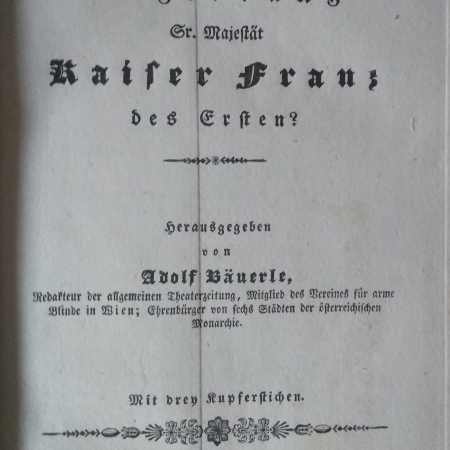 Sr. Majestät
Kaiser Franz
des Ersten?
Herausgegeben
von
Adolf Bäuerle,
Redakteur der allgemeinen Theaterzeitung, Mitglied des Vereines für arme
Blinde in Wien; Ehrenbürger von sechs Städten der österreichischen
Monarchie.
Mit drey Kupferstichen.